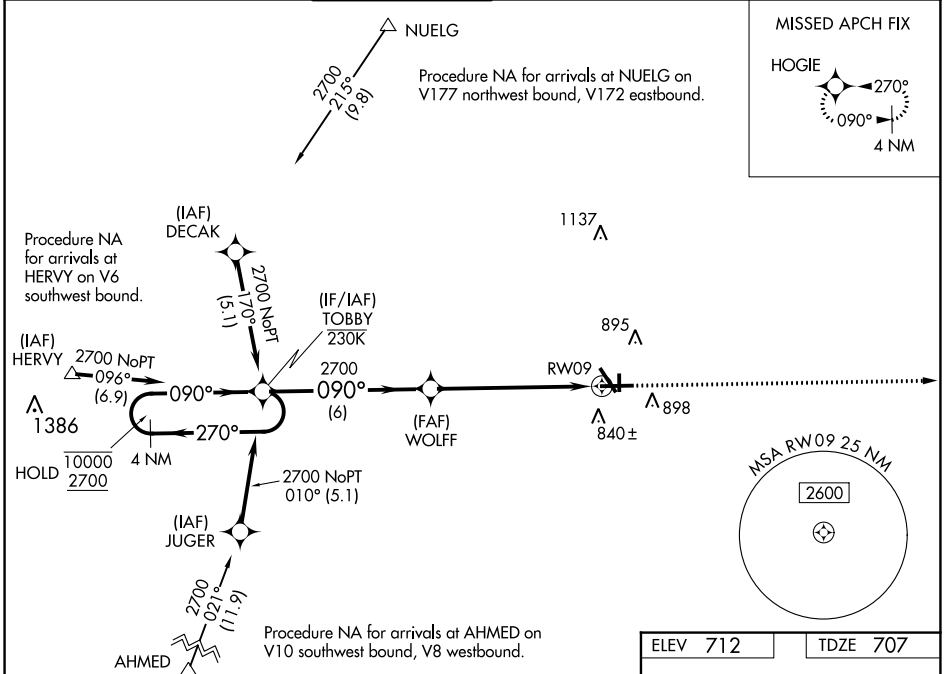 NUELG
2700
215°
(9.8)
Procedure NA for arrivals at NUELG on
V177 northwest bound, V172 eastbound.
MISSED APCH FIX
HOGIE
270°
090°
4 NM
(IAF)
DECAK
2700 NoPT
170°
(5.1)
Procedure NA
for arrivals at
HERVY on V6
southwest bound.
(IF/IAF)
TOBBY
230K
1137
895
(IAF)
HERVY
2700 NoPT
096°
(6.9)
090°
2700
090°
(6)
RW09
(FAF)
WOLFF
898
840±
1386
270°
4 NM
HOLD
10000
2700
2700 NoPT
010° (5.1)
(IAF)
JUGER
MSA RW09 25 NM
2600
2700
021°
(11.9)
AHMED
Procedure NA for arrivals at AHMED on
V10 southwest bound, V8 westbound.
ELEV 712
TDZE 707